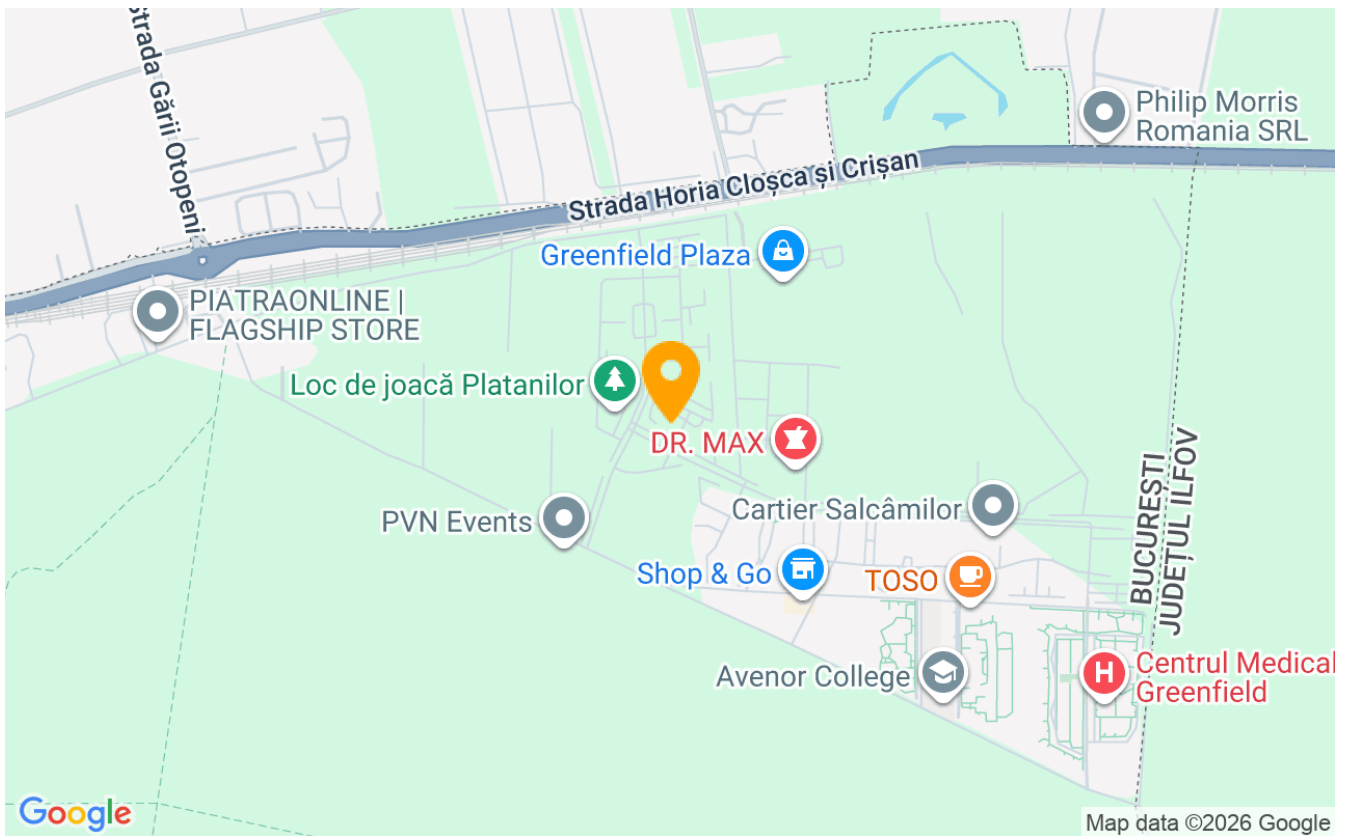 Strada Gării Otopeni
Philip Morris
Romania SRL
Strada Horia Cloșca și Crișan
Greenfield Plaza
PIATRAONLINE |
FLAGSHIP STORE
Loc de joacă Platanilor
DR. MAX
BUCUREȘTI
JUDEȚUL ILFOV
PVN Events
Cartier Salcâmilor
Shop & Go
TOSO
Avenor College
H
Centrul Medical
Greenfield
Google
Map data ©2026 Google